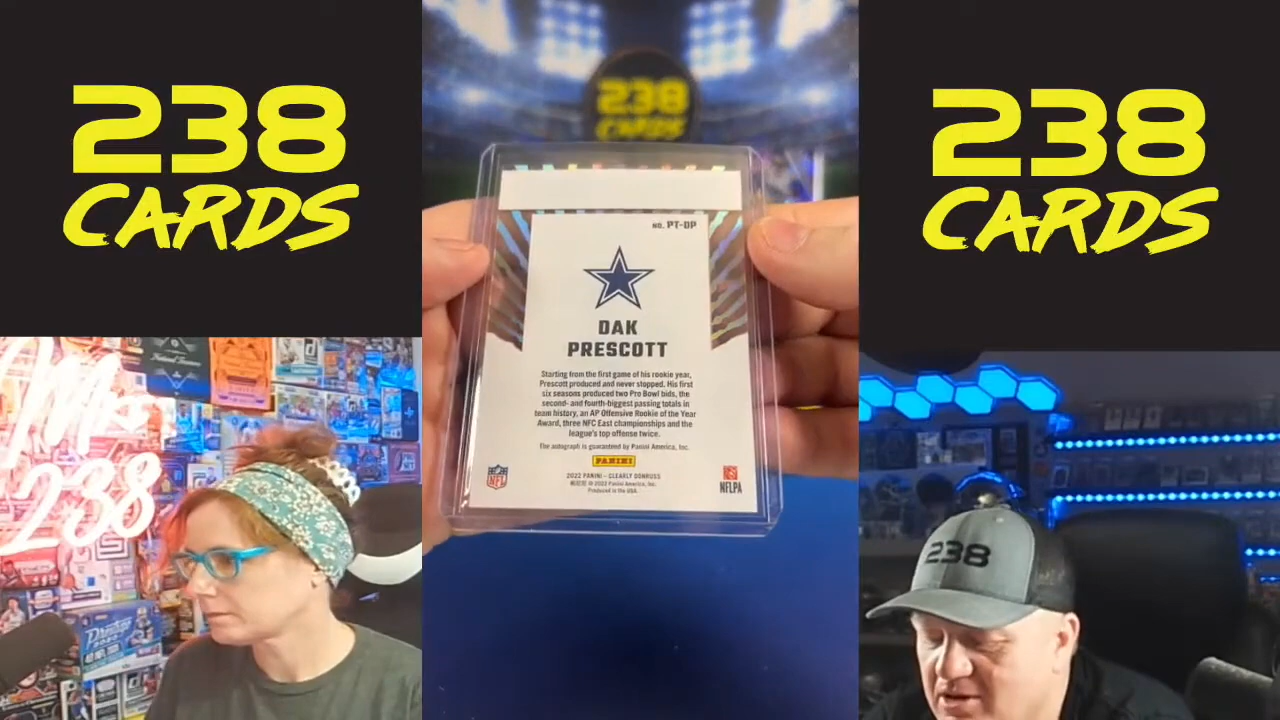 238
CARDS
238
CARDS
238
CARDS
NO. PT-DP
DAK
PRESCOTT
Starting from the first game of his rookie year,
Prescott produced and never stopped. His first
six seasons produced two Pro Bowl bids, the
second- and fourth-biggest passing totals in
team history, an AP Offensive Rookie of the Year
Award, three NFC East championships and the
league's top offense twice.
The autograph is guaranteed by Panini America, Inc.
PANINI
2022 PANINI - CLEARLY DONRUSS
© 2022 Panini America, Inc.
Produced in the USA.
NFL
NFLPA
Mrs
238
Prestige
238